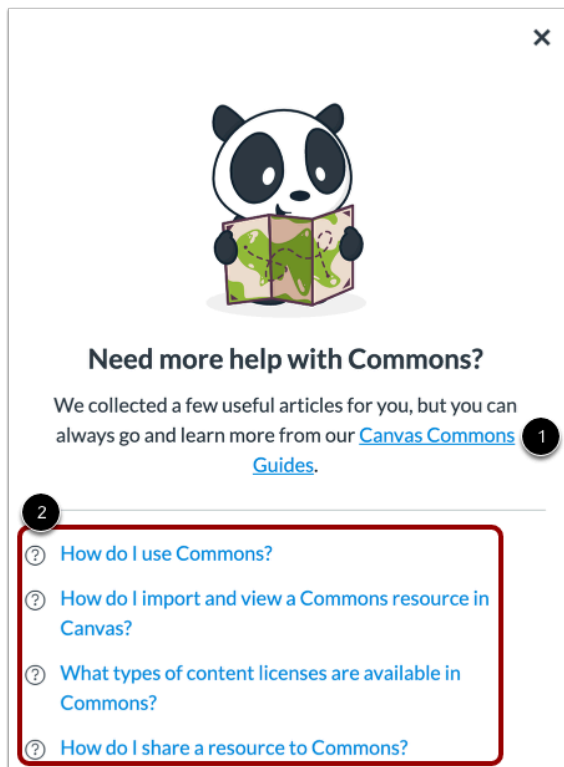 Need more help with Commons?
We collected a few useful articles for you, but you can
always go and learn more from our Canvas Commons
1
Guides.
2
How do I use Commons?
How do I import and view a Commons resource in
Canvas?
What types of content licenses are available in
Commons?
How do I share a resource to Commons?